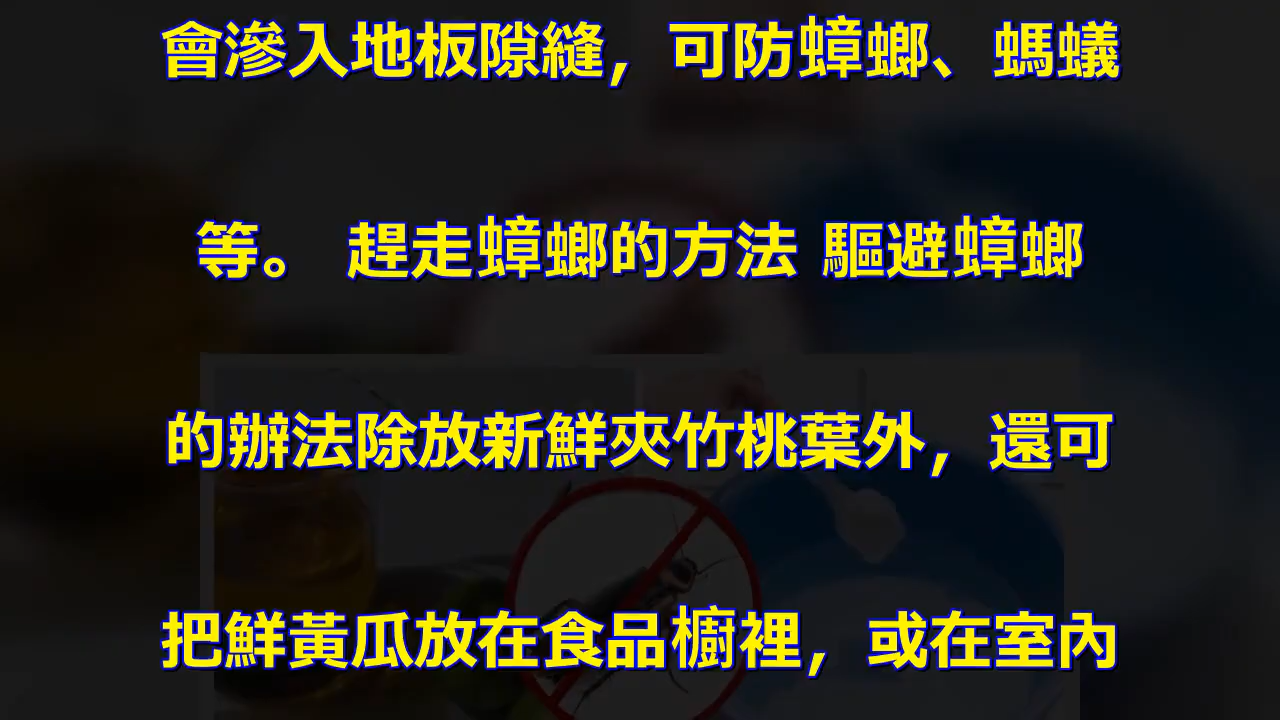 會滲入地板隙縫，可防蟑螂、螞蟻
等。 趕走蟑螂的方法 驅避蟑螂
的辦法除放新鮮夾竹桃葉外，還可
把鮮黃瓜放在食品櫥裡，或在室內